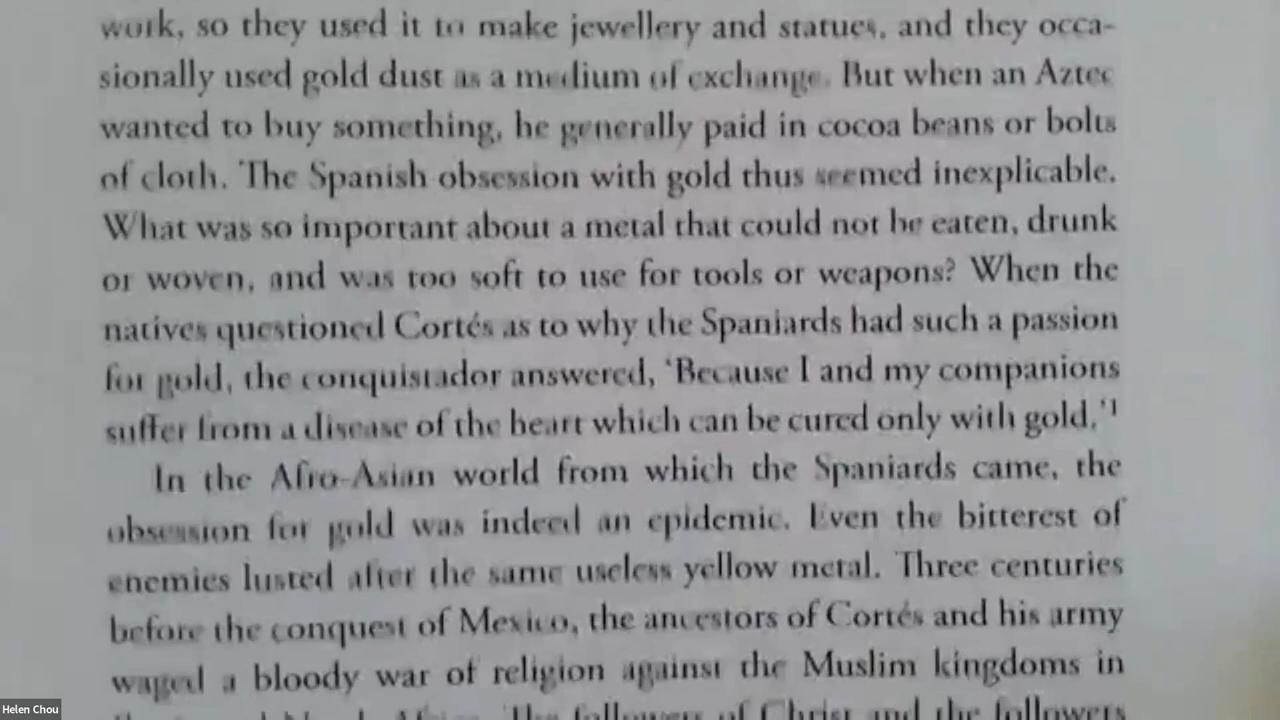 work, so they used it to make jewellery and statues, and they occa-
sionally used gold dust as a medium of exchange. But when an Aztec
wanted to buy something, he generally paid in cocoa beans or bolts
of cloth. The Spanish obsession with gold thus seemed inexplicable.
What was so important about a metal that could not be eaten, drunk
or woven, and was too soft to use for tools or weapons? When the
natives questioned Cortés as to why the Spaniards had such a passion
for gold, the conquistador answered, ‘Because I and my companions
suffer from a disease of the heart which can be cured only with gold.’1
In the Afro-Asian world from which the Spaniards came, the
obsession for gold was indeed an epidemic. Even the bitterest of
enemies lusted after the same useless yellow metal. Three centuries
before the conquest of Mexico, the ancestors of Cortés and his army
waged a bloody war of religion against the Muslim kingdoms in
The followers of Christ and the followers
Helen Chou